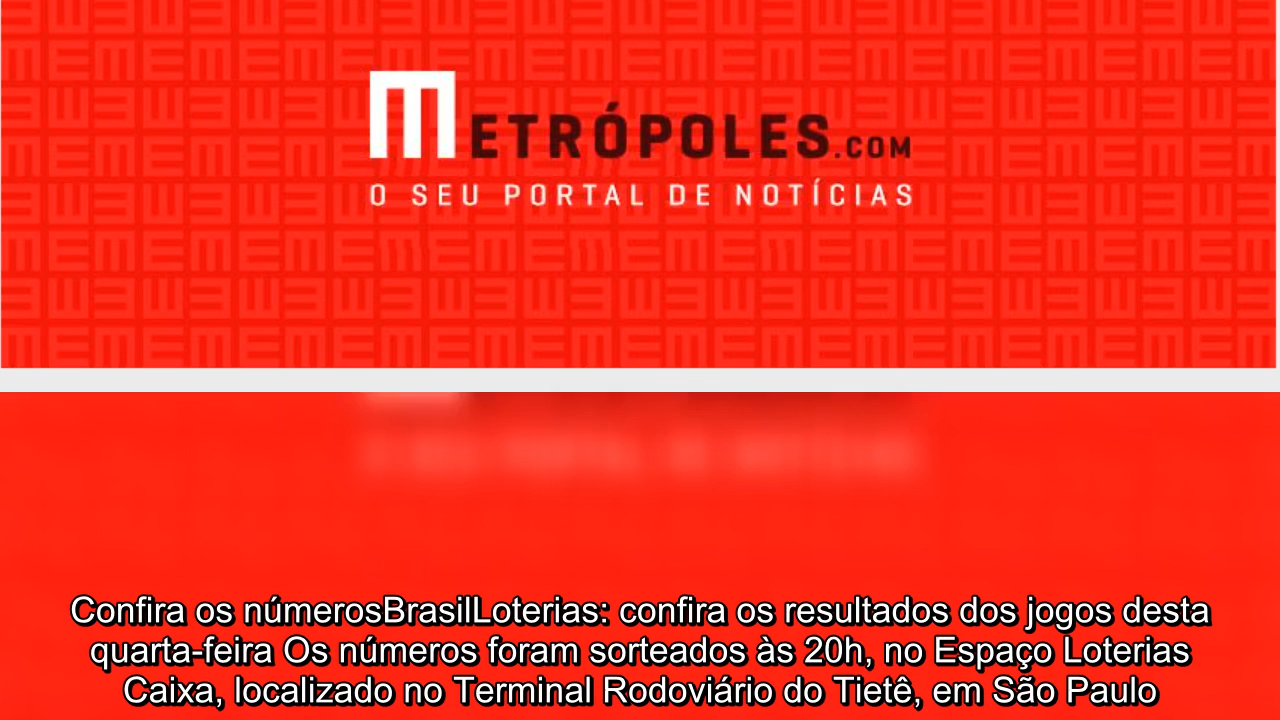 METRÓPOLES.COM
O SEU PORTAL DE NOTÍCIAS
Confira os númerosBrasilLoterias: confira os resultados dos jogos desta
quarta-feira Os números foram sorteados às 20h, no Espaço Loterias
Caixa, localizado no Terminal Rodoviário do Tietê, em São Paulo